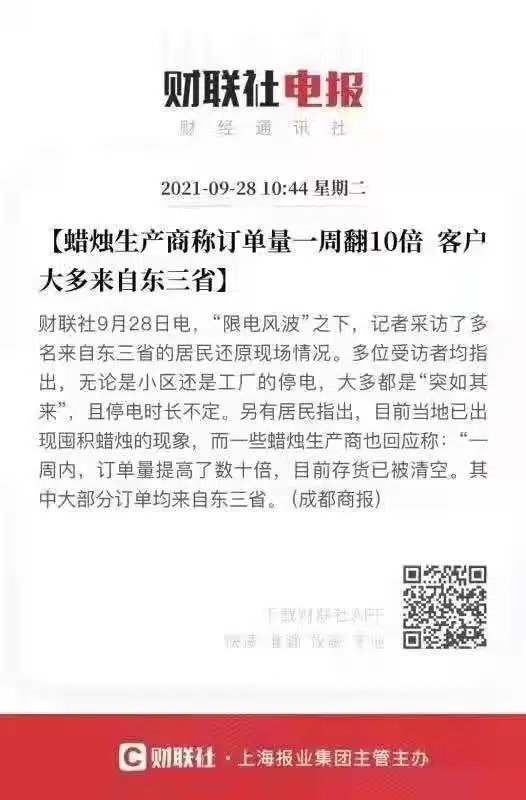 财联社电报
财经通讯社
2021-09-28 10:44 星期二
【蜡烛生产商称订单量一周翻10倍 客户
大多来自东三省】
财联社9月28日电，“限电风波”之下，记者采访了多
名来自东三省的居民还原现场情况。多位受访者均指
出，无论是小区还是工厂的停电，大多都是“突如其
来”，且停电时长不定。另有居民指出，目前当地已出
现囤积蜡烛的现象，而一些蜡烛生产商也回应称：“一
周内，订单量提高了数十倍，目前存货已被清空。其
中大部分订单均来自东三省。（成都商报）
下载财联社APP
C 财联社·上海报业集团主管主办